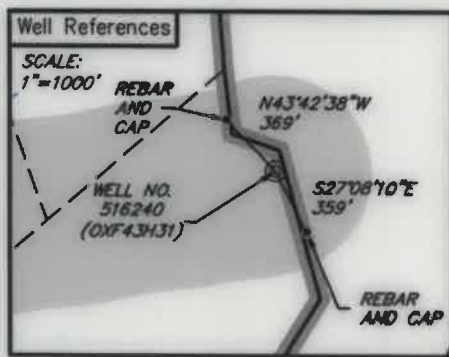 Well References
SCALE:
1"=1000'
REBAR
AND
CAP
N43°42'38"W
369'
WELL NO.
516240
(OXF43H31)
S27°08'10"E
359'
REBAR
AND CAP